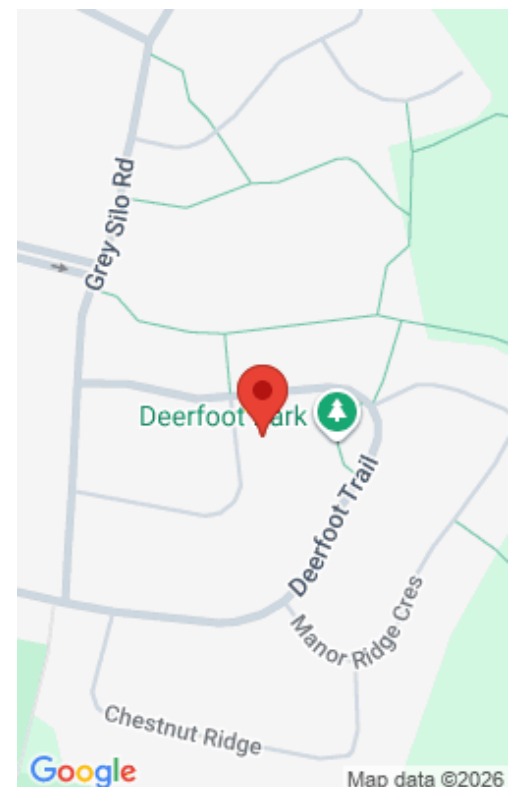 Grey Silo Rd
Deerfoot Park
Deerfoot Trail
Manor Ridge Cres
Chestnut Ridge
Google
Map data ©2026